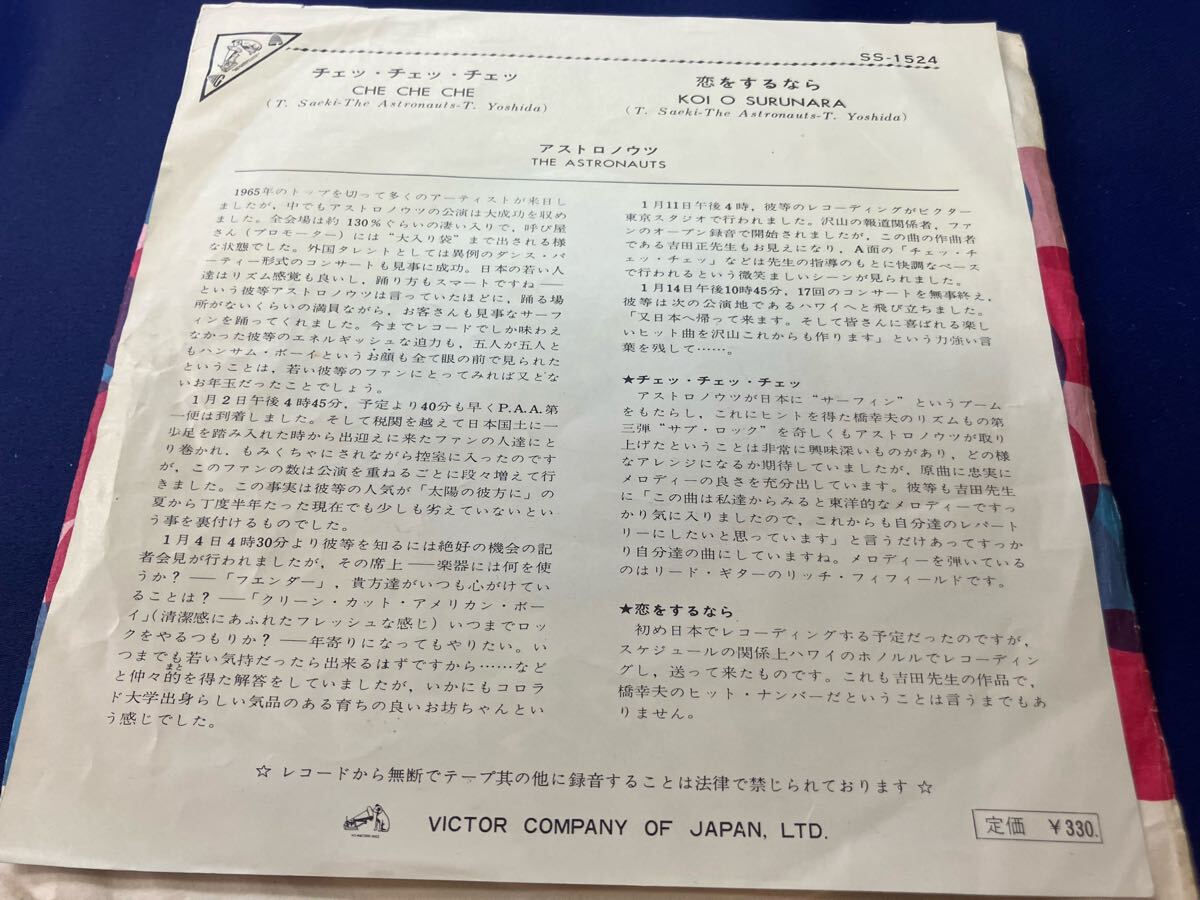 SS-1524
チェッ・チェッ・チェッ
CHE CHE CHE
(T. Saeki-The Astronauts-T. Yoshida)
恋をするなら
KOI O SURUNARA
(T. Saeki-The Astronauts-T. Yoshida)
アストロノウツ
THE ASTRONAUTS
1965年のトップを切って多くのアーティストが来日し
ましたが，中でもアストロノウツの公演は大成功を収め
ました。全会場は約 130％ぐらいの凄い入りで，呼び屋
さん（プロモーター）には“大入り袋”まで出される様
な状態でした。外国タレントとしては異例のダンス・パ
ーティー形式のコンサートも見事に成功。日本の若い人
達はリズム感覚も良いし，踊り方もスマートですね――
という彼等アストロノウツは言っていたほどに，踊る場
所がないくらいの満員ながら，お客さんも見事なサーフ
ィンを踊ってくれました。今までレコードでしか味わえ
なかった彼等のエネルギッシュな迫力も，五人が五人と
もハンサム・ボーイというお顔も全て眼の前で見られた
ということは，若い彼等のファンにとってみれば又とな
いお年玉だったことでしょう。
1月2日午後4時45分，予定より40分も早くP.A.A.第
一便は到着しました。そして税関を越えて日本国土に一
歩足を踏み入れた時から出迎えに来たファンの人達にと
り巻かれ，もみくちゃにされながら控室に入ったのです
が，このファンの数は公演を重ねるごとに段々増えて行
きました。この事実は彼等の人気が「太陽の彼方に」の
夏から丁度半年たった現在でも少しも劣えていないとい
う事を裏付けるものでした。
1月4日4時30分より彼等を知るには絶好の機会の記
者会見が行われましたが，その席上――楽器には何を使
うか？――「フエンダー」，貴方達がいつも心がけてい
ることは？――「クリーン・カット・アメリカン・ボー
イ」（清潔感にあふれたフレッシュな感じ）いつまでロッ
クをやるつもりか？――年寄りになってもやりたい。い
つまでも若い気持だったら出来るはずですから……など
と仲々的を得た解答をしていましたが，いかにもコロラ
まと
ド大学出身らしい気品のある育ちの良いお坊ちゃんとい
う感じでした。
1月11日午後4時，彼等のレコーディングがビクター
東京スタジオで行われました。沢山の報道関係者，ファ
ンのオープン録音で開始されましたが，この曲の作曲者
である吉田正先生もお見えになり，A面の「チェッ・チ
ェッ・チェッ」などは先生の指導のもとに快調なペース
で行われるという微笑ましいシーンが見られました。
1月14日午後10時45分，17回のコンサートを無事終え，
彼等は次の公演地であるハワイへと飛び立ちました。
「又日本へ帰って来ます。そして皆さんに喜ばれる楽し
いヒット曲を沢山これからも作ります」という力強い言
葉を残して……。
★チェッ・チェッ・チェッ
アストロノウツが日本に“サーフィン”というブーム
をもたらし，これにヒントを得た橋幸夫のリズムもの第
三弾“サブ・ロック”を奇しくもアストロノウツが取り
上げたということは非常に興味深いものがあり，どの様
なアレンジになるか期待していましたが，原曲に忠実に
メロディーの良さを充分出しています。彼等も吉田先生
に「この曲は私達からみると東洋的なメロディーですっ
かり気に入りましたので，これからも自分達のレパート
リーにしたいと思っています」と言うだけあってすっか
り自分達の曲にしていますね。メロディーを弾いている
のはリード・ギターのリッチ・フィフィールドです。
★恋をするなら
初め日本でレコーディングする予定だったのですが，
スケジュールの関係上ハワイのホノルルでレコーディン
グし，送って来たものです。これも吉田先生の作品で，
橋幸夫のヒット・ナンバーだということは言うまでもあ
りません。
☆ レコードから無断でテープ其の他に録音することは法律で禁じられております ☆
VICTOR COMPANY OF JAPAN, LTD.
定価 ￥330.